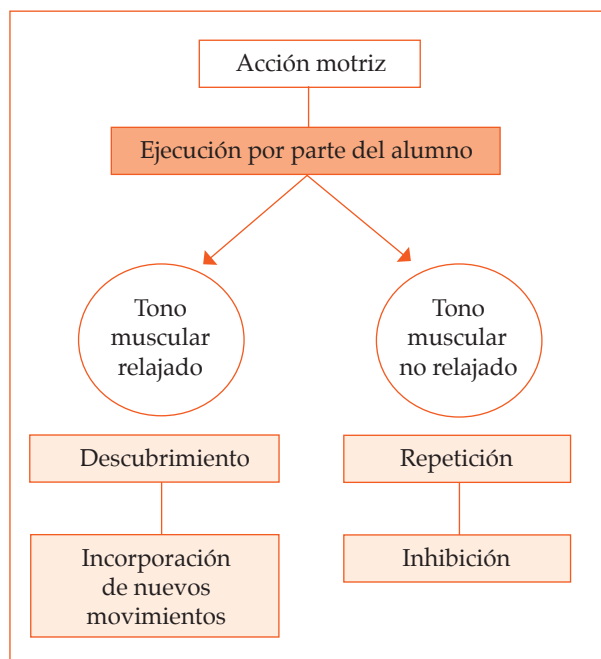 Acción motriz
Ejecución por parte del alumno
Tono
muscular
relajado
Tono
muscular
no relajado
Descubrimiento
Repetición
Incorporación
de nuevos
movimientos
Inhibición